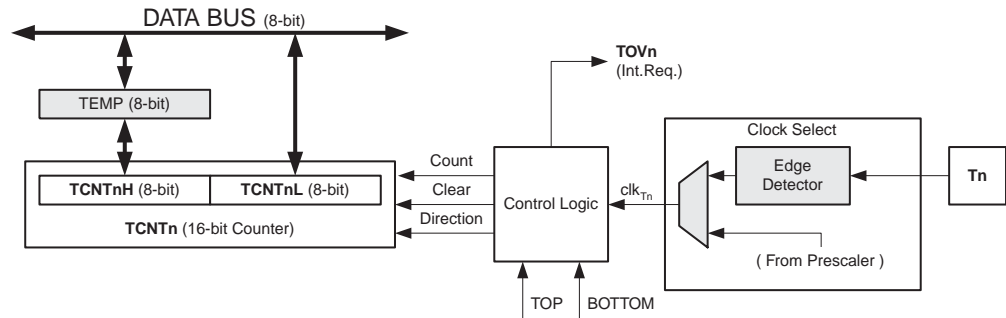 DATA BUS (8-bit)
TOVn
(Int.Req.)
TEMP (8-bit)
Clock Select
Count
Edge
Detector
Tn
TCNTnH (8-bit) TCNTnL (8-bit)
Clear
Control Logic
clkTn
TCNTn (16-bit Counter)
Direction
( From Prescaler )
TOP
BOTTOM